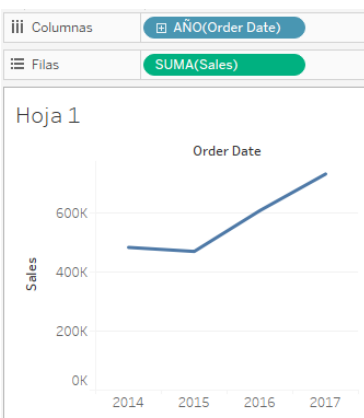 Columnas
AÑO(Order Date)
Filas
SUMA(Sales)
Hoja 1
Order Date
Sales
600K
400K
200K
0K
2014 2015 2016 2017